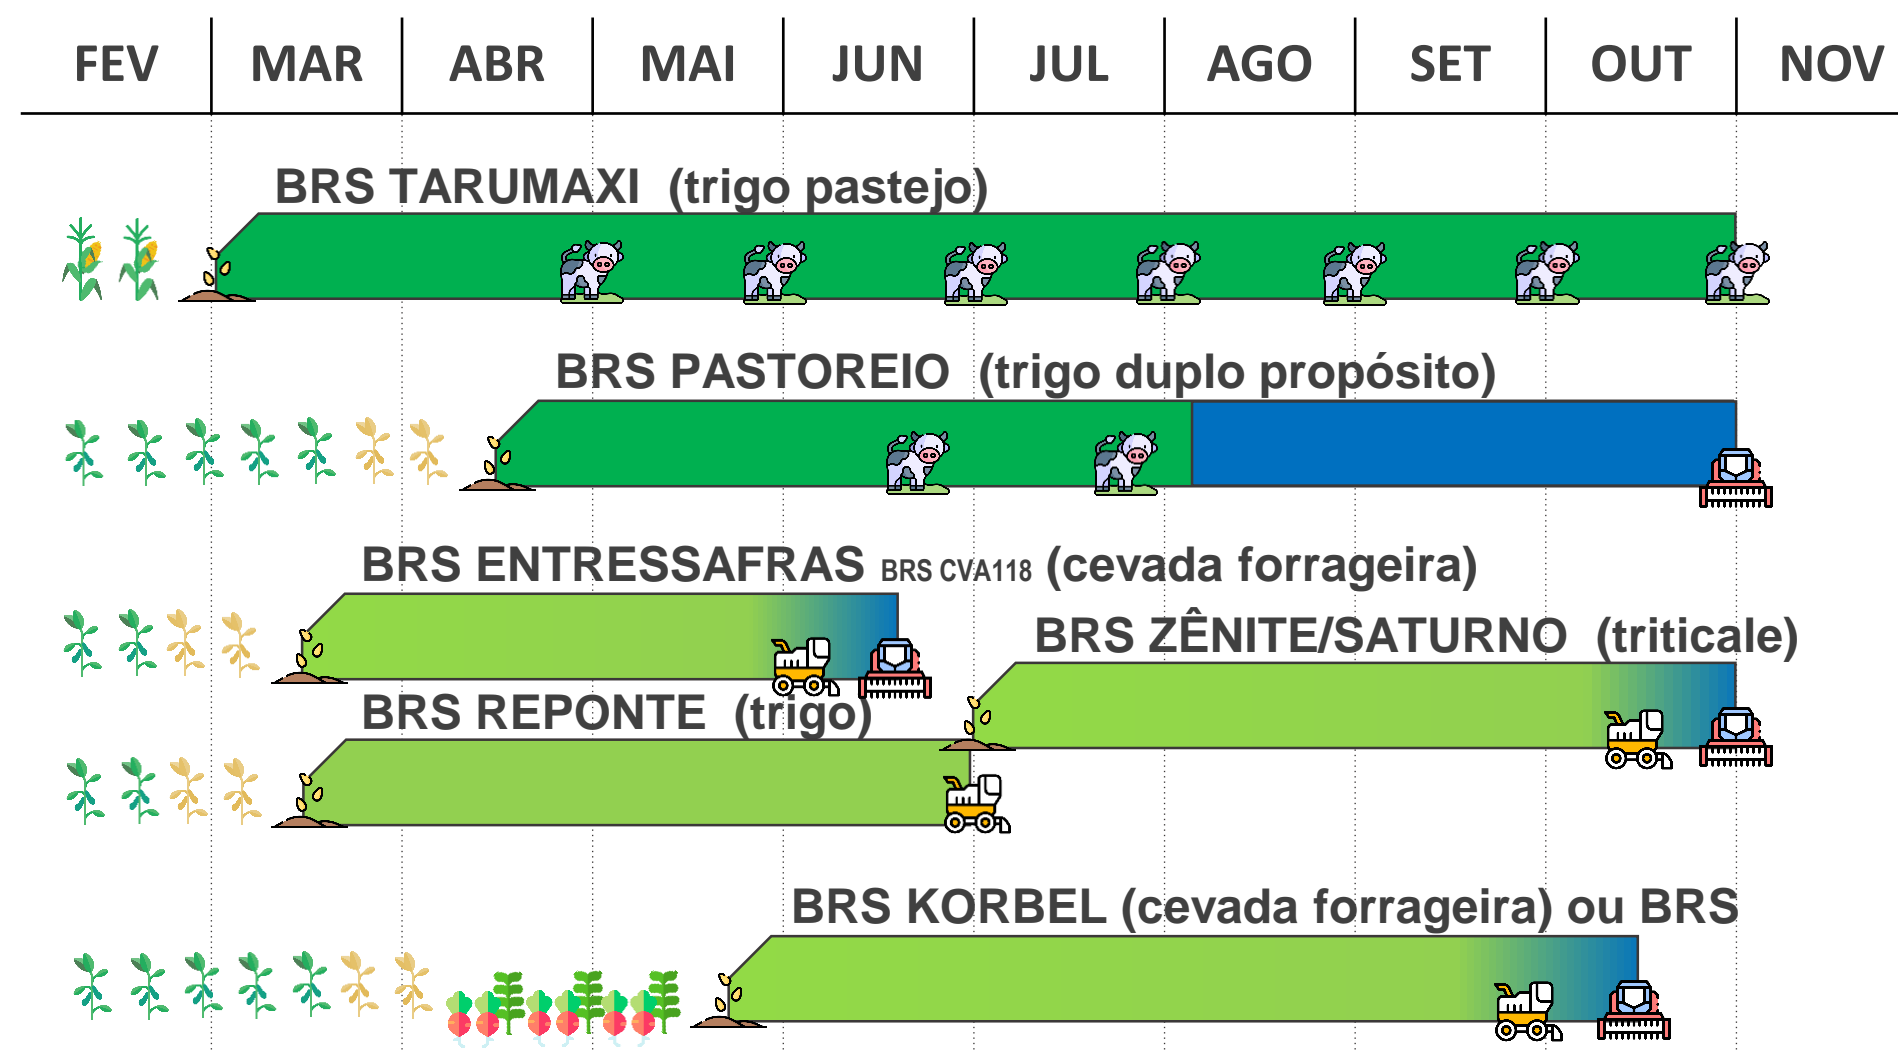 FEV MAR ABR MAI JUN JUL AGO SET OUT NOV
BRS TARUMAXI (trigo pastejo)
BRS PASTOREIO (trigo duplo propósito)
BRS ENTRESSAFRAS BRS CVA118 (cevada forrageira)
BRS ZÊNITE/SATURNO (triticale)
BRS REPONTE (trigo)
BRS KORBEL (cevada forrageira) ou BRS